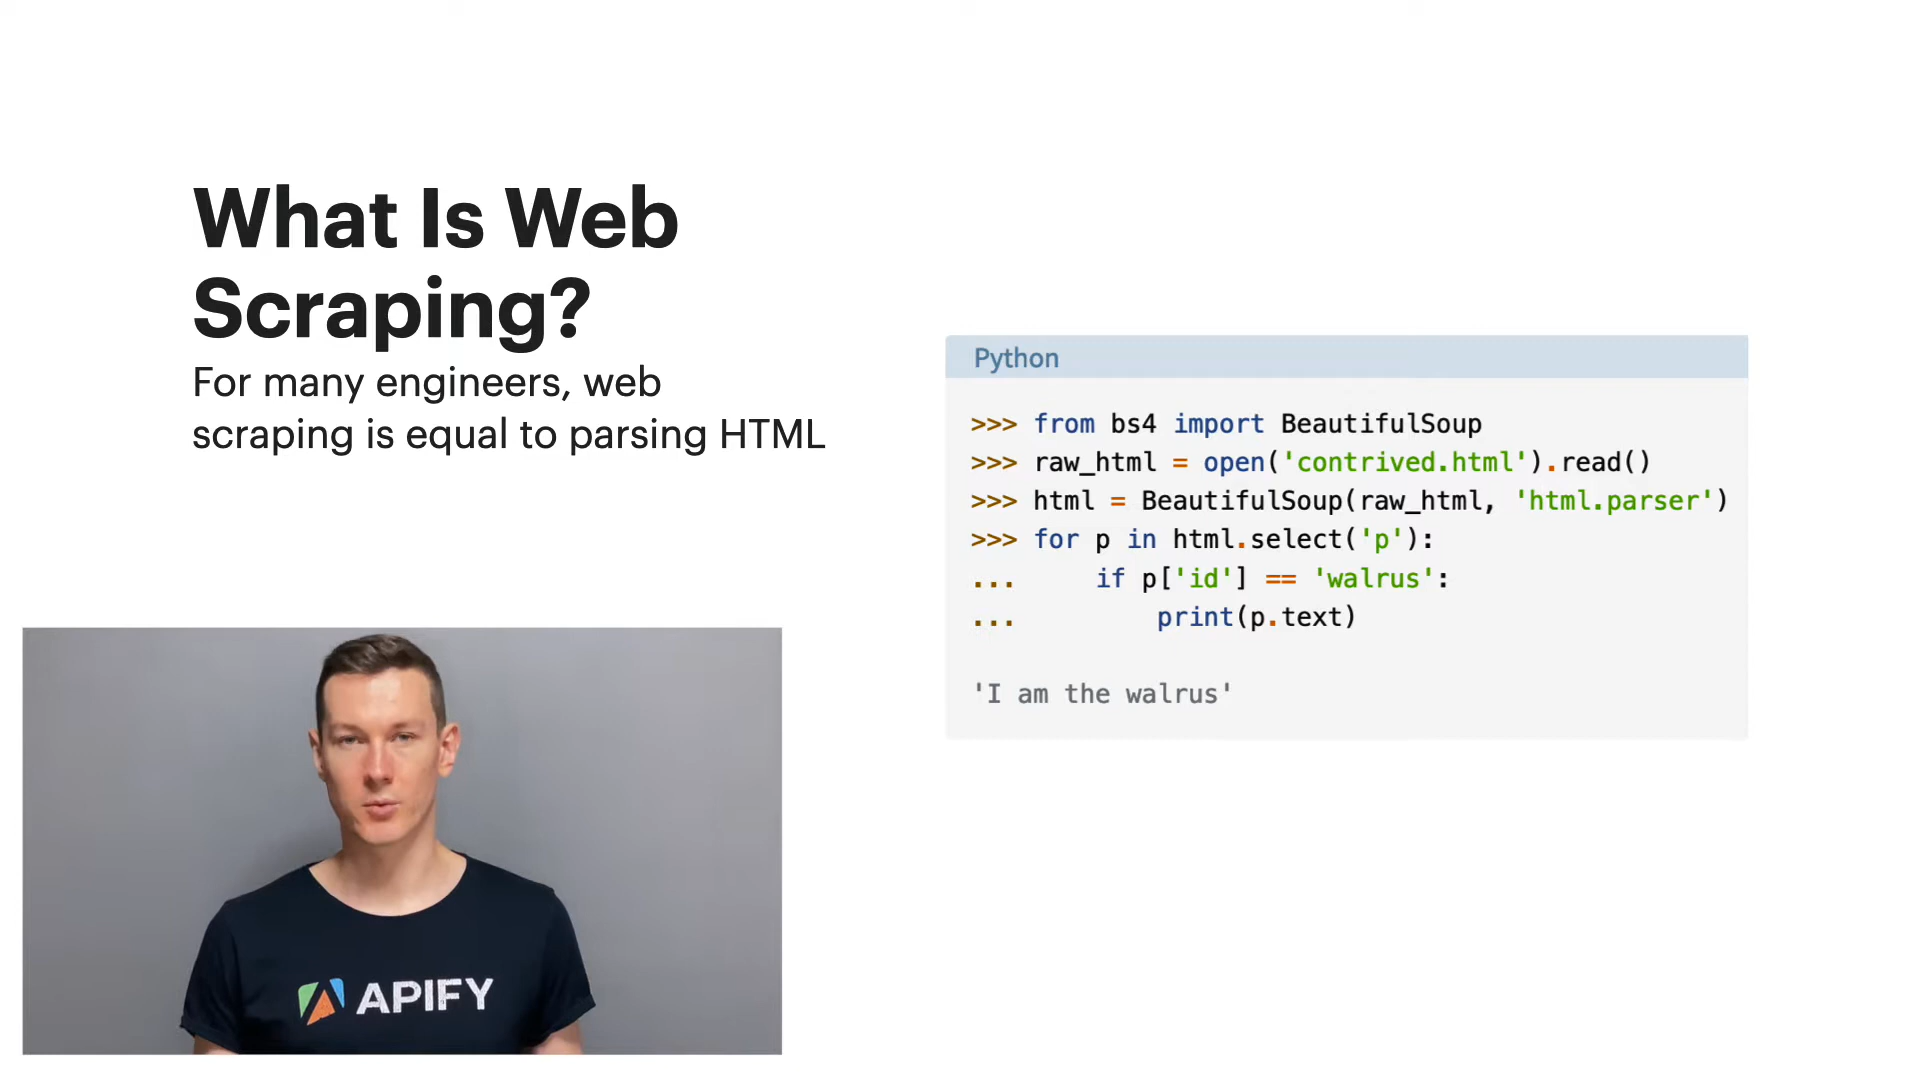 What Is Web
Scraping?
For many engineers, web
scraping is equal to parsing HTML
Python
>>> from bs4 import BeautifulSoup
>>> raw_html = open('contrived.html').read()
>>> html = BeautifulSoup(raw_html, 'html.parser')
>>> for p in html.select('p'):
...     if p['id'] == 'walrus':
...         print(p.text)
'I am the walrus'
APIFY